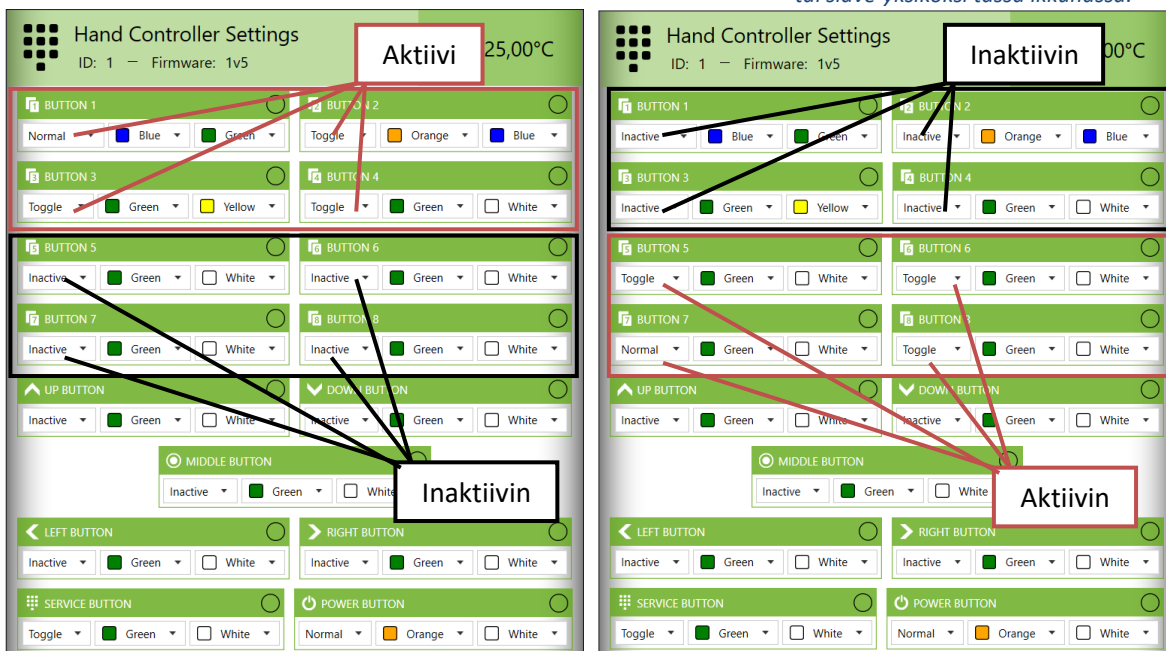 Hand Controller Settings
ID: 1 – Firmware: 1v5
25,00°C
Aktiivi
BUTTON 1
Normal Blue Green
BUTTON 2
Toggle Orange Blue
BUTTON 3
Toggle Green Yellow
BUTTON 4
Toggle Green White
BUTTON 5
Inactive Green White
BUTTON 6
Inactive Green White
BUTTON 7
Inactive Green White
BUTTON 8
Inactive Green White
UP BUTTON
Inactive Green White
DOWN BUTTON
Inactive Green White
MIDDLE BUTTON
Inactive Green White
Inaktiivin
LEFT BUTTON
Inactive Green White
RIGHT BUTTON
Inactive Green White
SERVICE BUTTON
Toggle Green White
POWER BUTTON
Normal Orange White
Hand Controller Settings
ID: 1 – Firmware: 1v5
00°C
Inaktiivin
BUTTON 1
Inactive Blue Green
BUTTON 2
Inactive Orange Blue
BUTTON 3
Inactive Green Yellow
BUTTON 4
Inactive Green White
BUTTON 5
Toggle Green White
BUTTON 6
Toggle Green White
BUTTON 7
Normal Green White
BUTTON 8
Toggle Green White
UP BUTTON
Inactive Green White
DOWN BUTTON
Inactive Green White
MIDDLE BUTTON
Inactive Green White
Aktiivin
LEFT BUTTON
Inactive Green White
RIGHT BUTTON
Inactive Green White
SERVICE BUTTON
Toggle Green White
POWER BUTTON
Normal Orange White